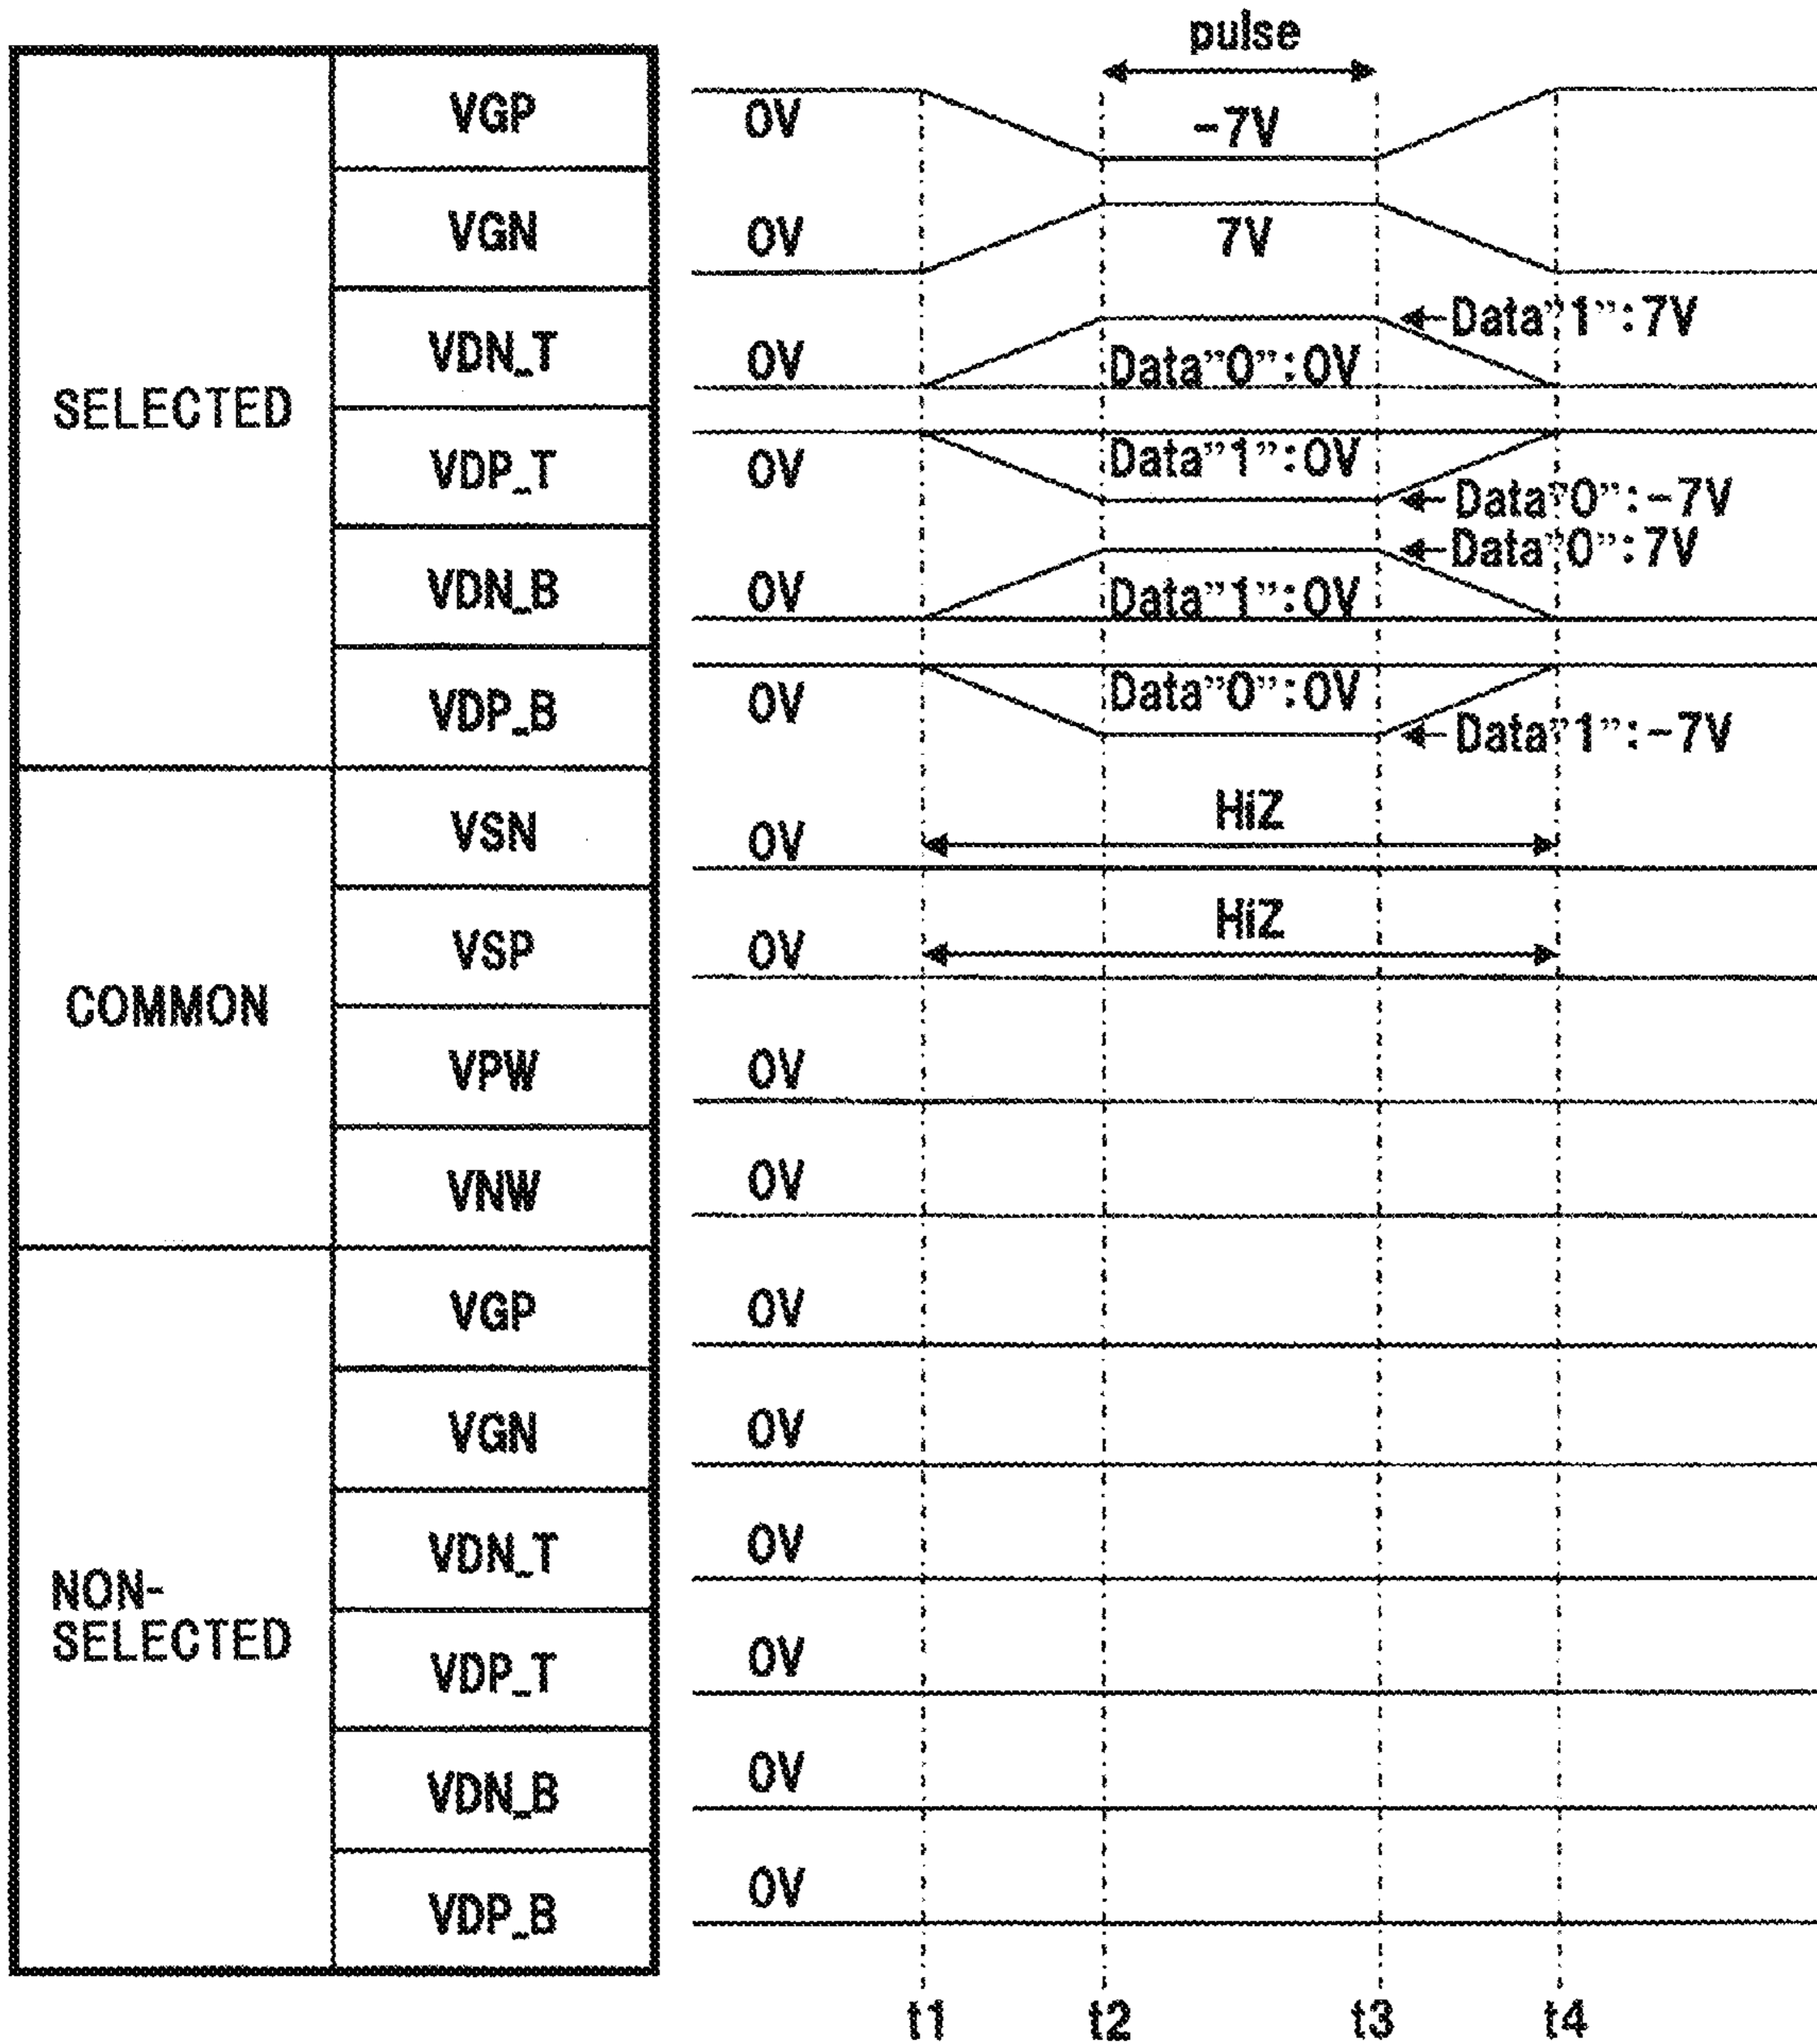 pulse
SELECTED
VGP
0V
-7V
VGN
0V
7V
VDN_T
0V
Data"1":7V
Data"0":0V
VDP_T
0V
Data"1":0V
Data"0":-7V
VDN_B
0V
Data"0":7V
Data"1":0V
VDP_B
0V
Data"0":0V
Data"1":-7V
COMMON
VSN
0V
HiZ
VSP
0V
HiZ
VPW
0V
VNW
0V
NON-
SELECTED
VGP
0V
VGN
0V
VDN_T
0V
VDP_T
0V
VDN_B
0V
VDP_B
0V
t1
t2
t3
t4